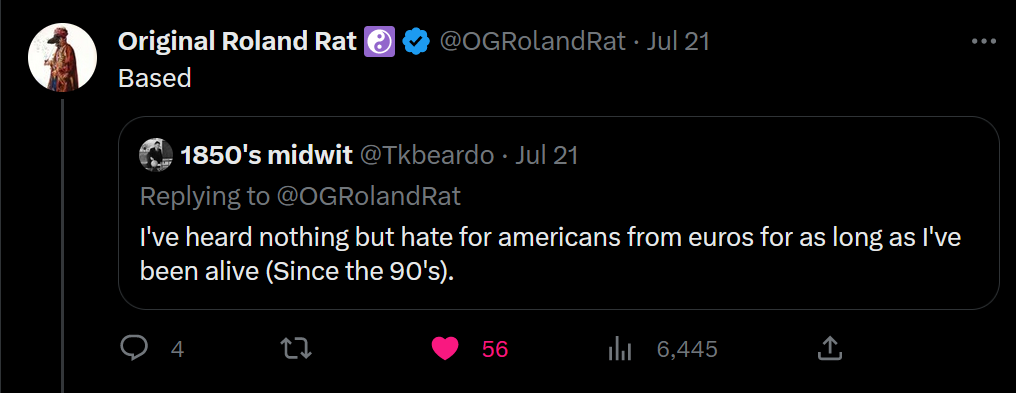 Original Roland Rat ☯️ @OGRolandRat · Jul 21
Based
1850's midwit @Tkbeardo · Jul 21
Replying to @OGRolandRat
I've heard nothing but hate for americans from euros for as long as I've
been alive (Since the 90's).
4 56 6,445